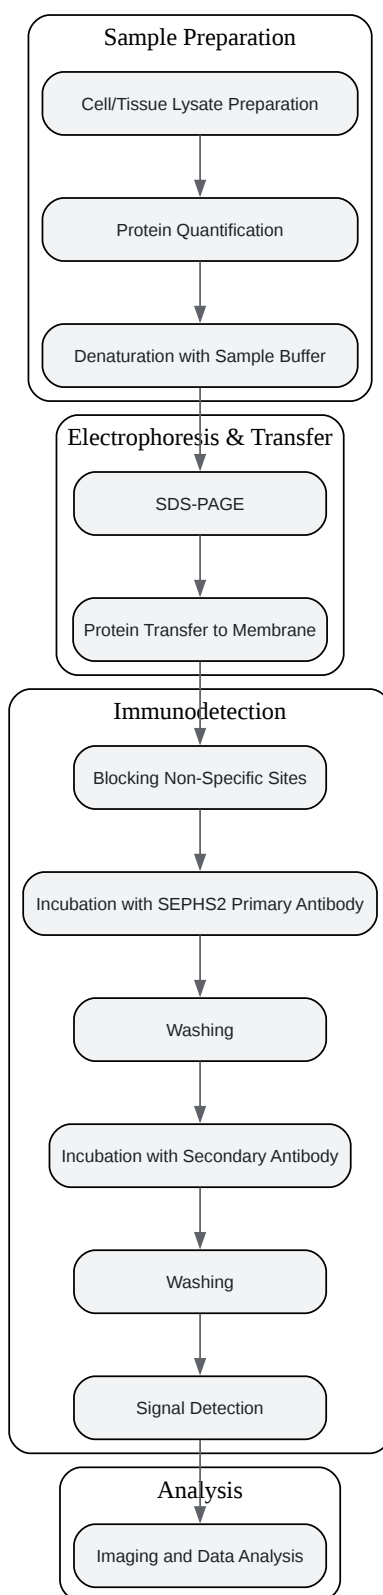 Sample Preparation
Cell/Tissue Lysate Preparation
Protein Quantification
Denaturation with Sample Buffer
Electrophoresis & Transfer
SDS-PAGE
Protein Transfer to Membrane
Immunodetection
Blocking Non-Specific Sites
Incubation with SEPHS2 Primary Antibody
Washing
Incubation with Secondary Antibody
Washing
Signal Detection
Analysis
Imaging and Data Analysis